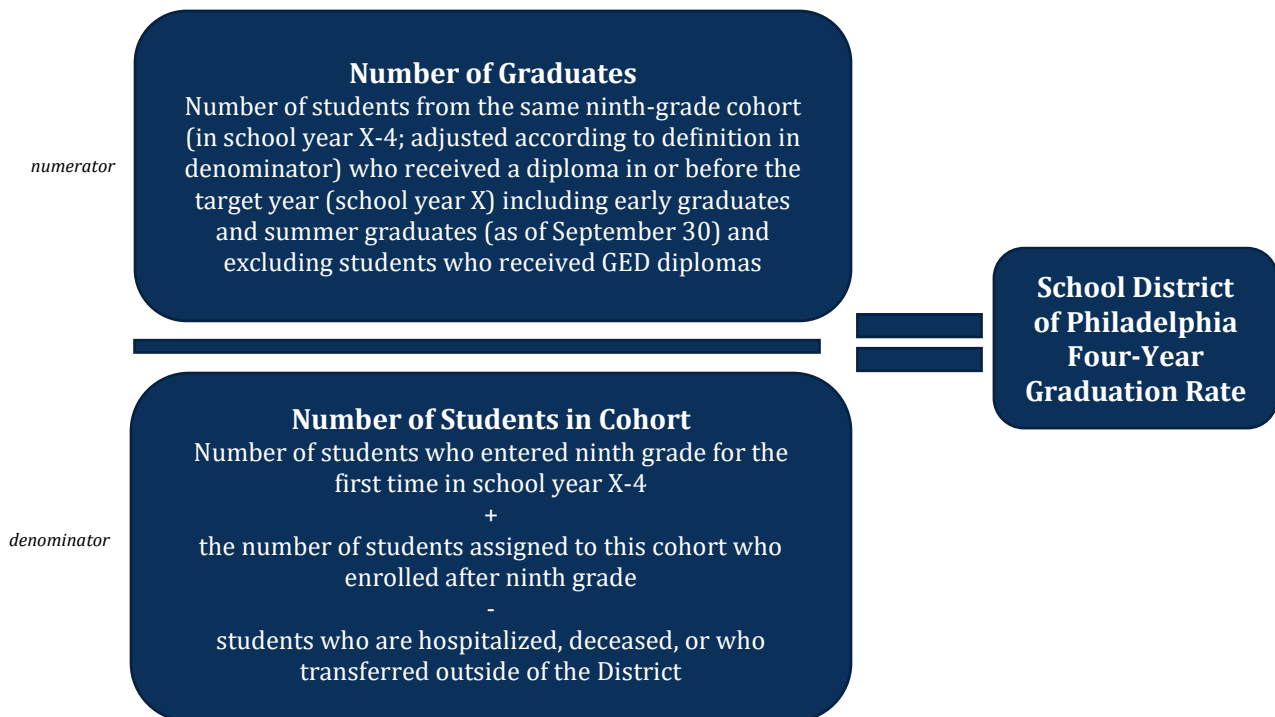 Number of Graduates
Number of students from the same ninth-grade cohort
(in school year X-4; adjusted according to definition in
denominator) who received a diploma in or before the
target year (school year X) including early graduates
and summer graduates (as of September 30) and
excluding students who received GED diplomas
numerator
School District
of Philadelphia
Four-Year
Graduation Rate
Number of Students in Cohort
Number of students who entered ninth grade for the
first time in school year X-4
+
the number of students assigned to this cohort who
enrolled after ninth grade
-
students who are hospitalized, deceased, or who
transferred outside of the District
denominator